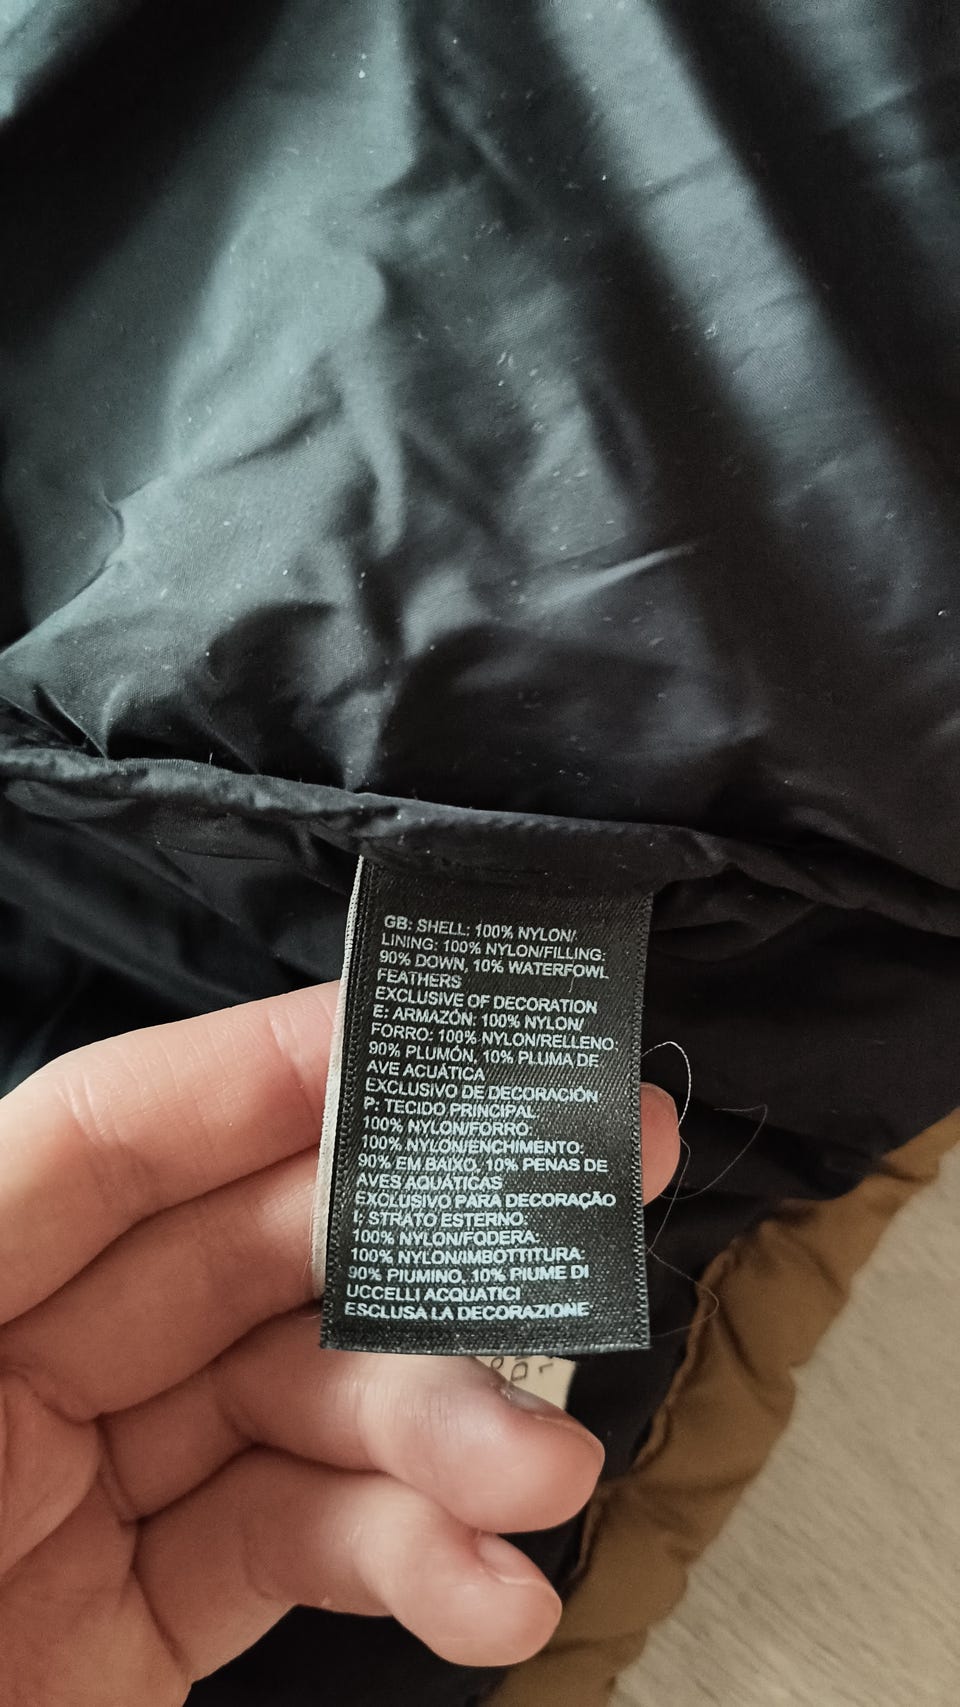 GB: SHELL: 100% NYLON/
LINING: 100% NYLON/FILLING:
90% DOWN, 10% WATERFOWL
FEATHERS
EXCLUSIVE OF DECORATION
E: ARMAZÓN: 100% NYLON/
FORRO: 100% NYLON/RELLENO:
90% PLUMÓN, 10% PLUMA DE
AVE ACUÁTICA
EXCLUSIVO DE DECORACIÓN
P: TECIDO PRINCIPAL:
100% NYLON/FORRO:
100% NYLON/ENCHIMENTO:
90% EM BAIXO, 10% PENAS DE
AVES AQUÁTICAS
EXCLUSIVO PARA DECORAÇÃO
I: STRATO ESTERNO:
100% NYLON/FODERA:
100% NYLON/IMBOTTITURA:
90% PIUMINO, 10% PIUME DI
UCCELLI ACQUATICI
ESCLUSA LA DECORAZIONE